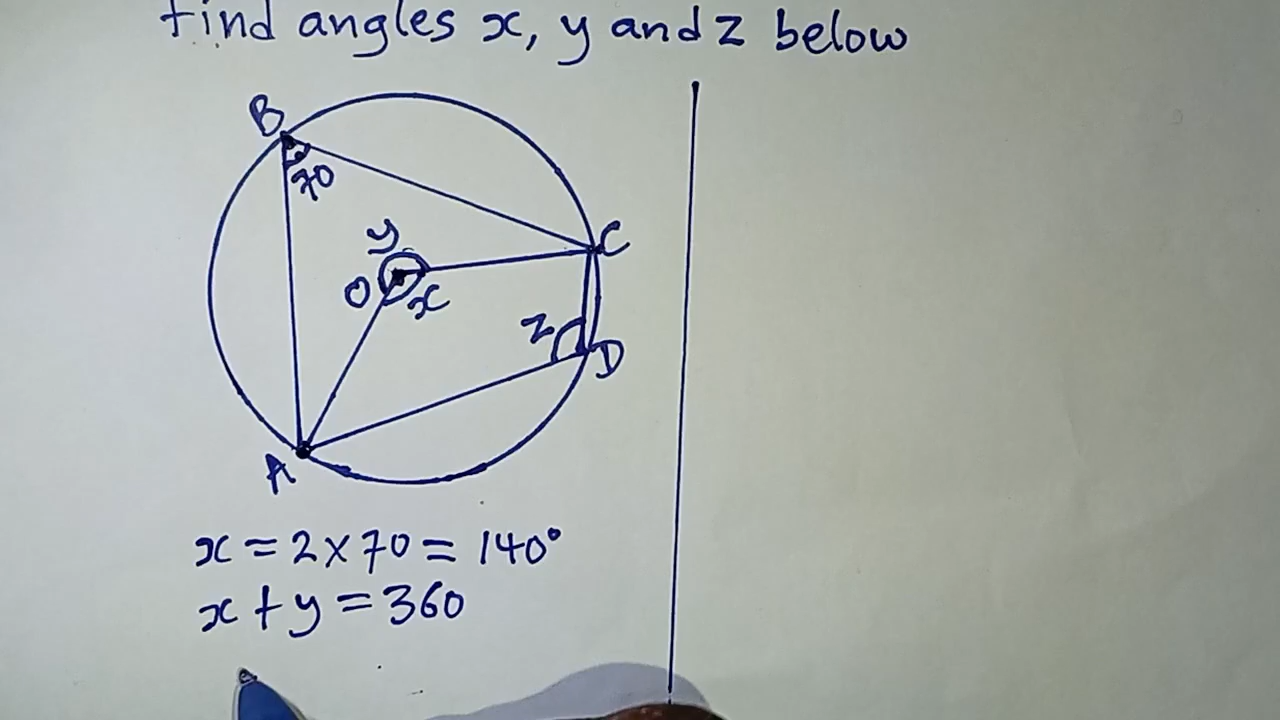 find angles x, y and z below
B
70
y
C
O
x
z
D
A
x = 2 x 70 = 140°
x + y = 360